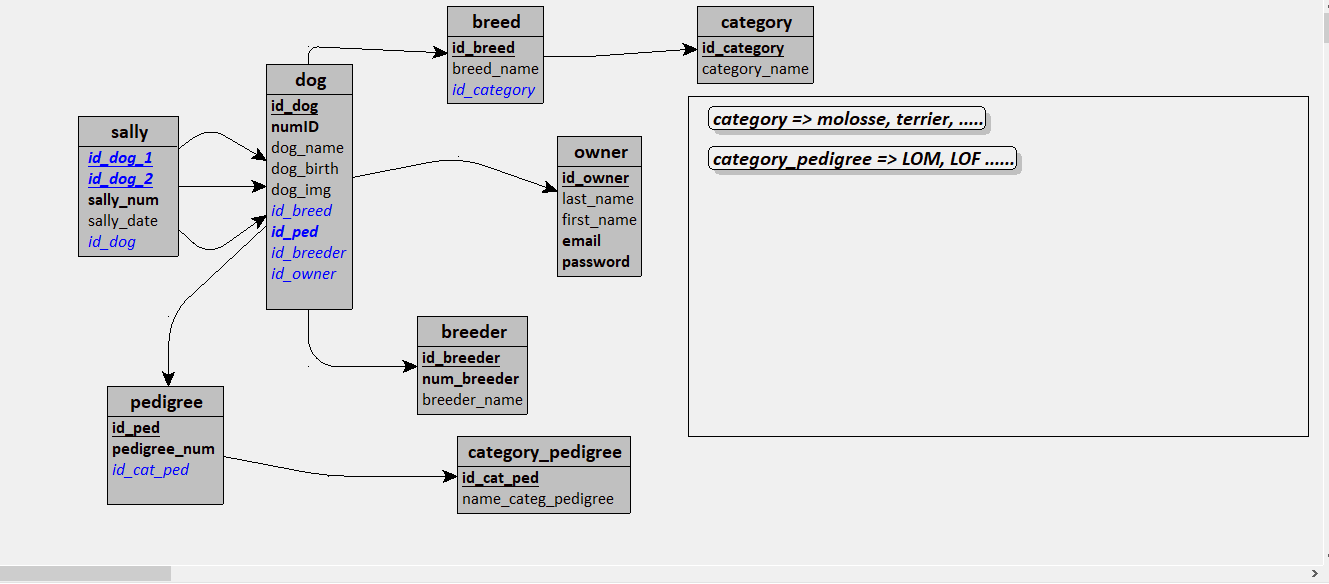 breed
id_breed
breed_name
id_category
category
id_category
category_name
dog
id_dog
numID
dog_name
dog_birth
dog_img
id_breed
id_ped
id_breeder
id_owner
sally
id_dog_1
id_dog_2
sally_num
sally_date
id_dog
owner
id_owner
last_name
first_name
email
password
category => molosse, terrier, .....
category_pedigree => LOM, LOF ......
breeder
id_breeder
num_breeder
breeder_name
pedigree
id_ped
pedigree_num
id_cat_ped
category_pedigree
id_cat_ped
name_categ_pedigree